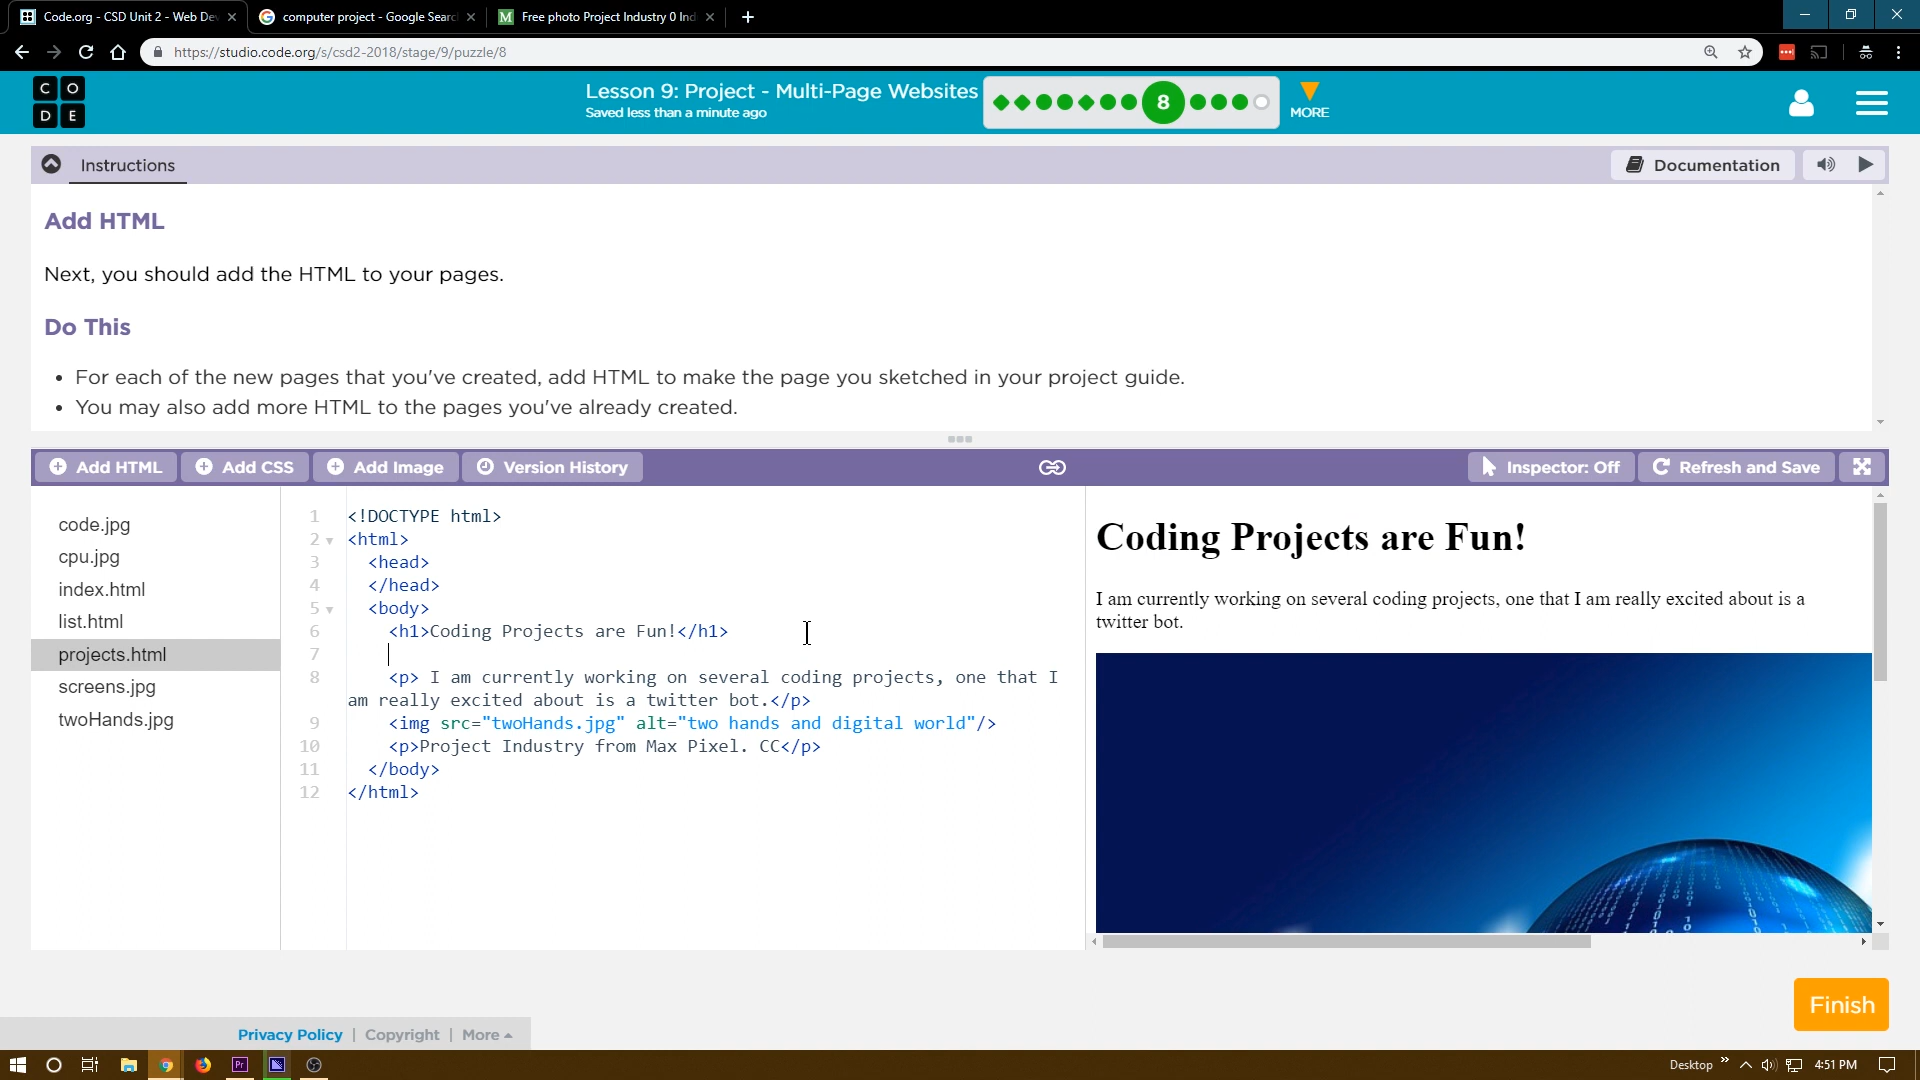 Code.org - CSD Unit 2 - Web Dev
computer project - Google Search
Free photo Project Industry 0 Ind
https://studio.code.org/s/csd2-2018/stage/9/puzzle/8
C O
D E
Lesson 9: Project - Multi-Page Websites
Saved less than a minute ago
8
MORE
Instructions
Documentation
Add HTML
Next, you should add the HTML to your pages.
Do This
• For each of the new pages that you've created, add HTML to make the page you sketched in your project guide.
• You may also add more HTML to the pages you've already created.
Add HTML
Add CSS
Add Image
Version History
Inspector: Off
Refresh and Save
code.jpg
cpu.jpg
index.html
list.html
projects.html
screens.jpg
twoHands.jpg
1 <!DOCTYPE html>
2 <html>
3 <head>
4 </head>
5 <body>
6 <h1>Coding Projects are Fun!</h1>
7
8 <p> I am currently working on several coding projects, one that I
am really excited about is a twitter bot.</p>
9 <img src="twoHands.jpg" alt="two hands and digital world"/>
10 <p>Project Industry from Max Pixel. CC</p>
11 </body>
12 </html>
Coding Projects are Fun!
I am currently working on several coding projects, one that I am really excited about is a
twitter bot.
Finish
Privacy Policy | Copyright | More
Pr
Desktop
4:51 PM